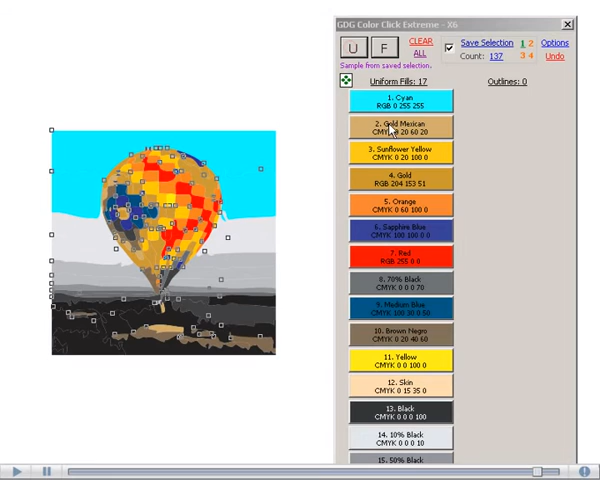 GDG Color Click Extreme - X6
U F CLEAR ALL Save Selection 1 2 Options
Count: 137 3 4 Undo
Sample from saved selection.
Uniform Fills: 17 Outlines: 0
1. Cyan
RGB 0 255 255
2. Gold Mexican
CMYK 20 60 20
3. Sunflower Yellow
CMYK 0 20 100 0
4. Gold
RGB 204 153 51
5. Orange
CMYK 0 60 100 0
6. Sapphire Blue
CMYK 100 100 0 0
7. Red
RGB 255 0 0
8. 70% Black
CMYK 0 0 0 70
9. Medium Blue
CMYK 100 30 0 50
10. Brown Negro
CMYK 0 20 40 60
11. Yellow
CMYK 0 0 100 0
12. Skin
CMYK 0 15 35 0
13. Black
CMYK 0 0 0 100
14. 10% Black
CMYK 0 0 0 10
15. 50% Black